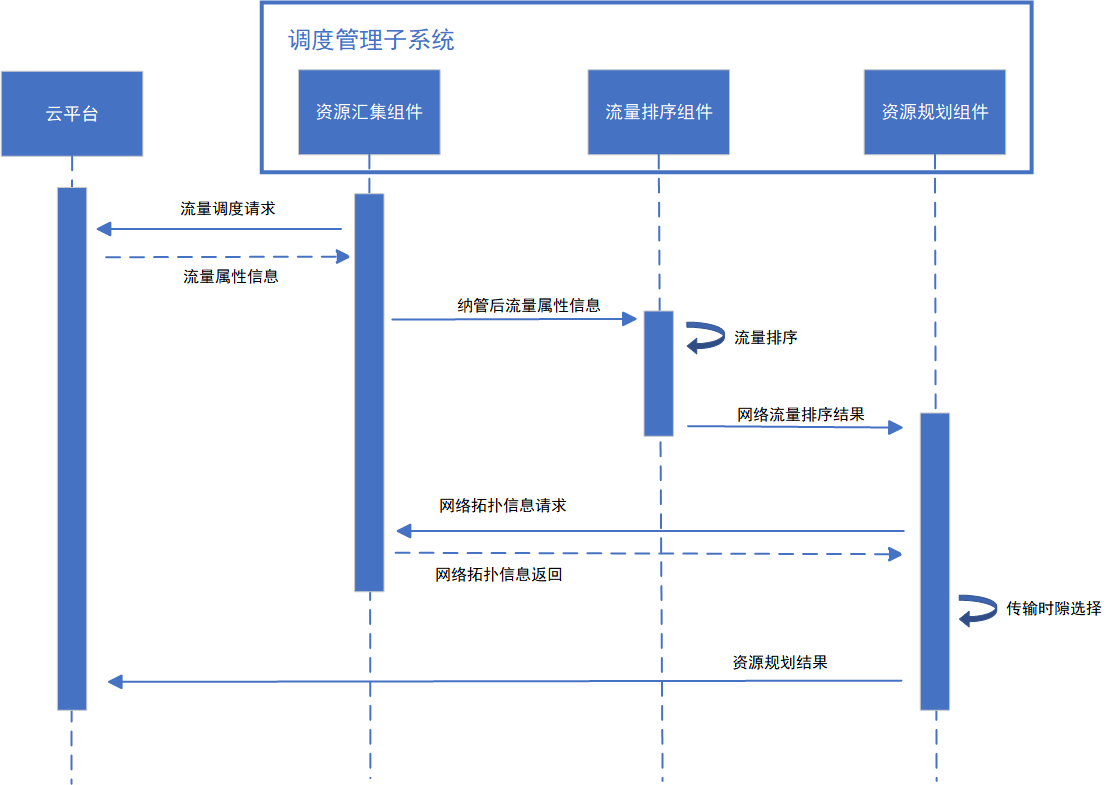 调度管理子系统
云平台
资源汇集组件
流量排序组件
资源规划组件
流量调度请求
流量属性信息
纳管后流量属性信息
流量排序
网络流量排序结果
网络拓扑信息请求
网络拓扑信息返回
传输时隙选择
资源规划结果